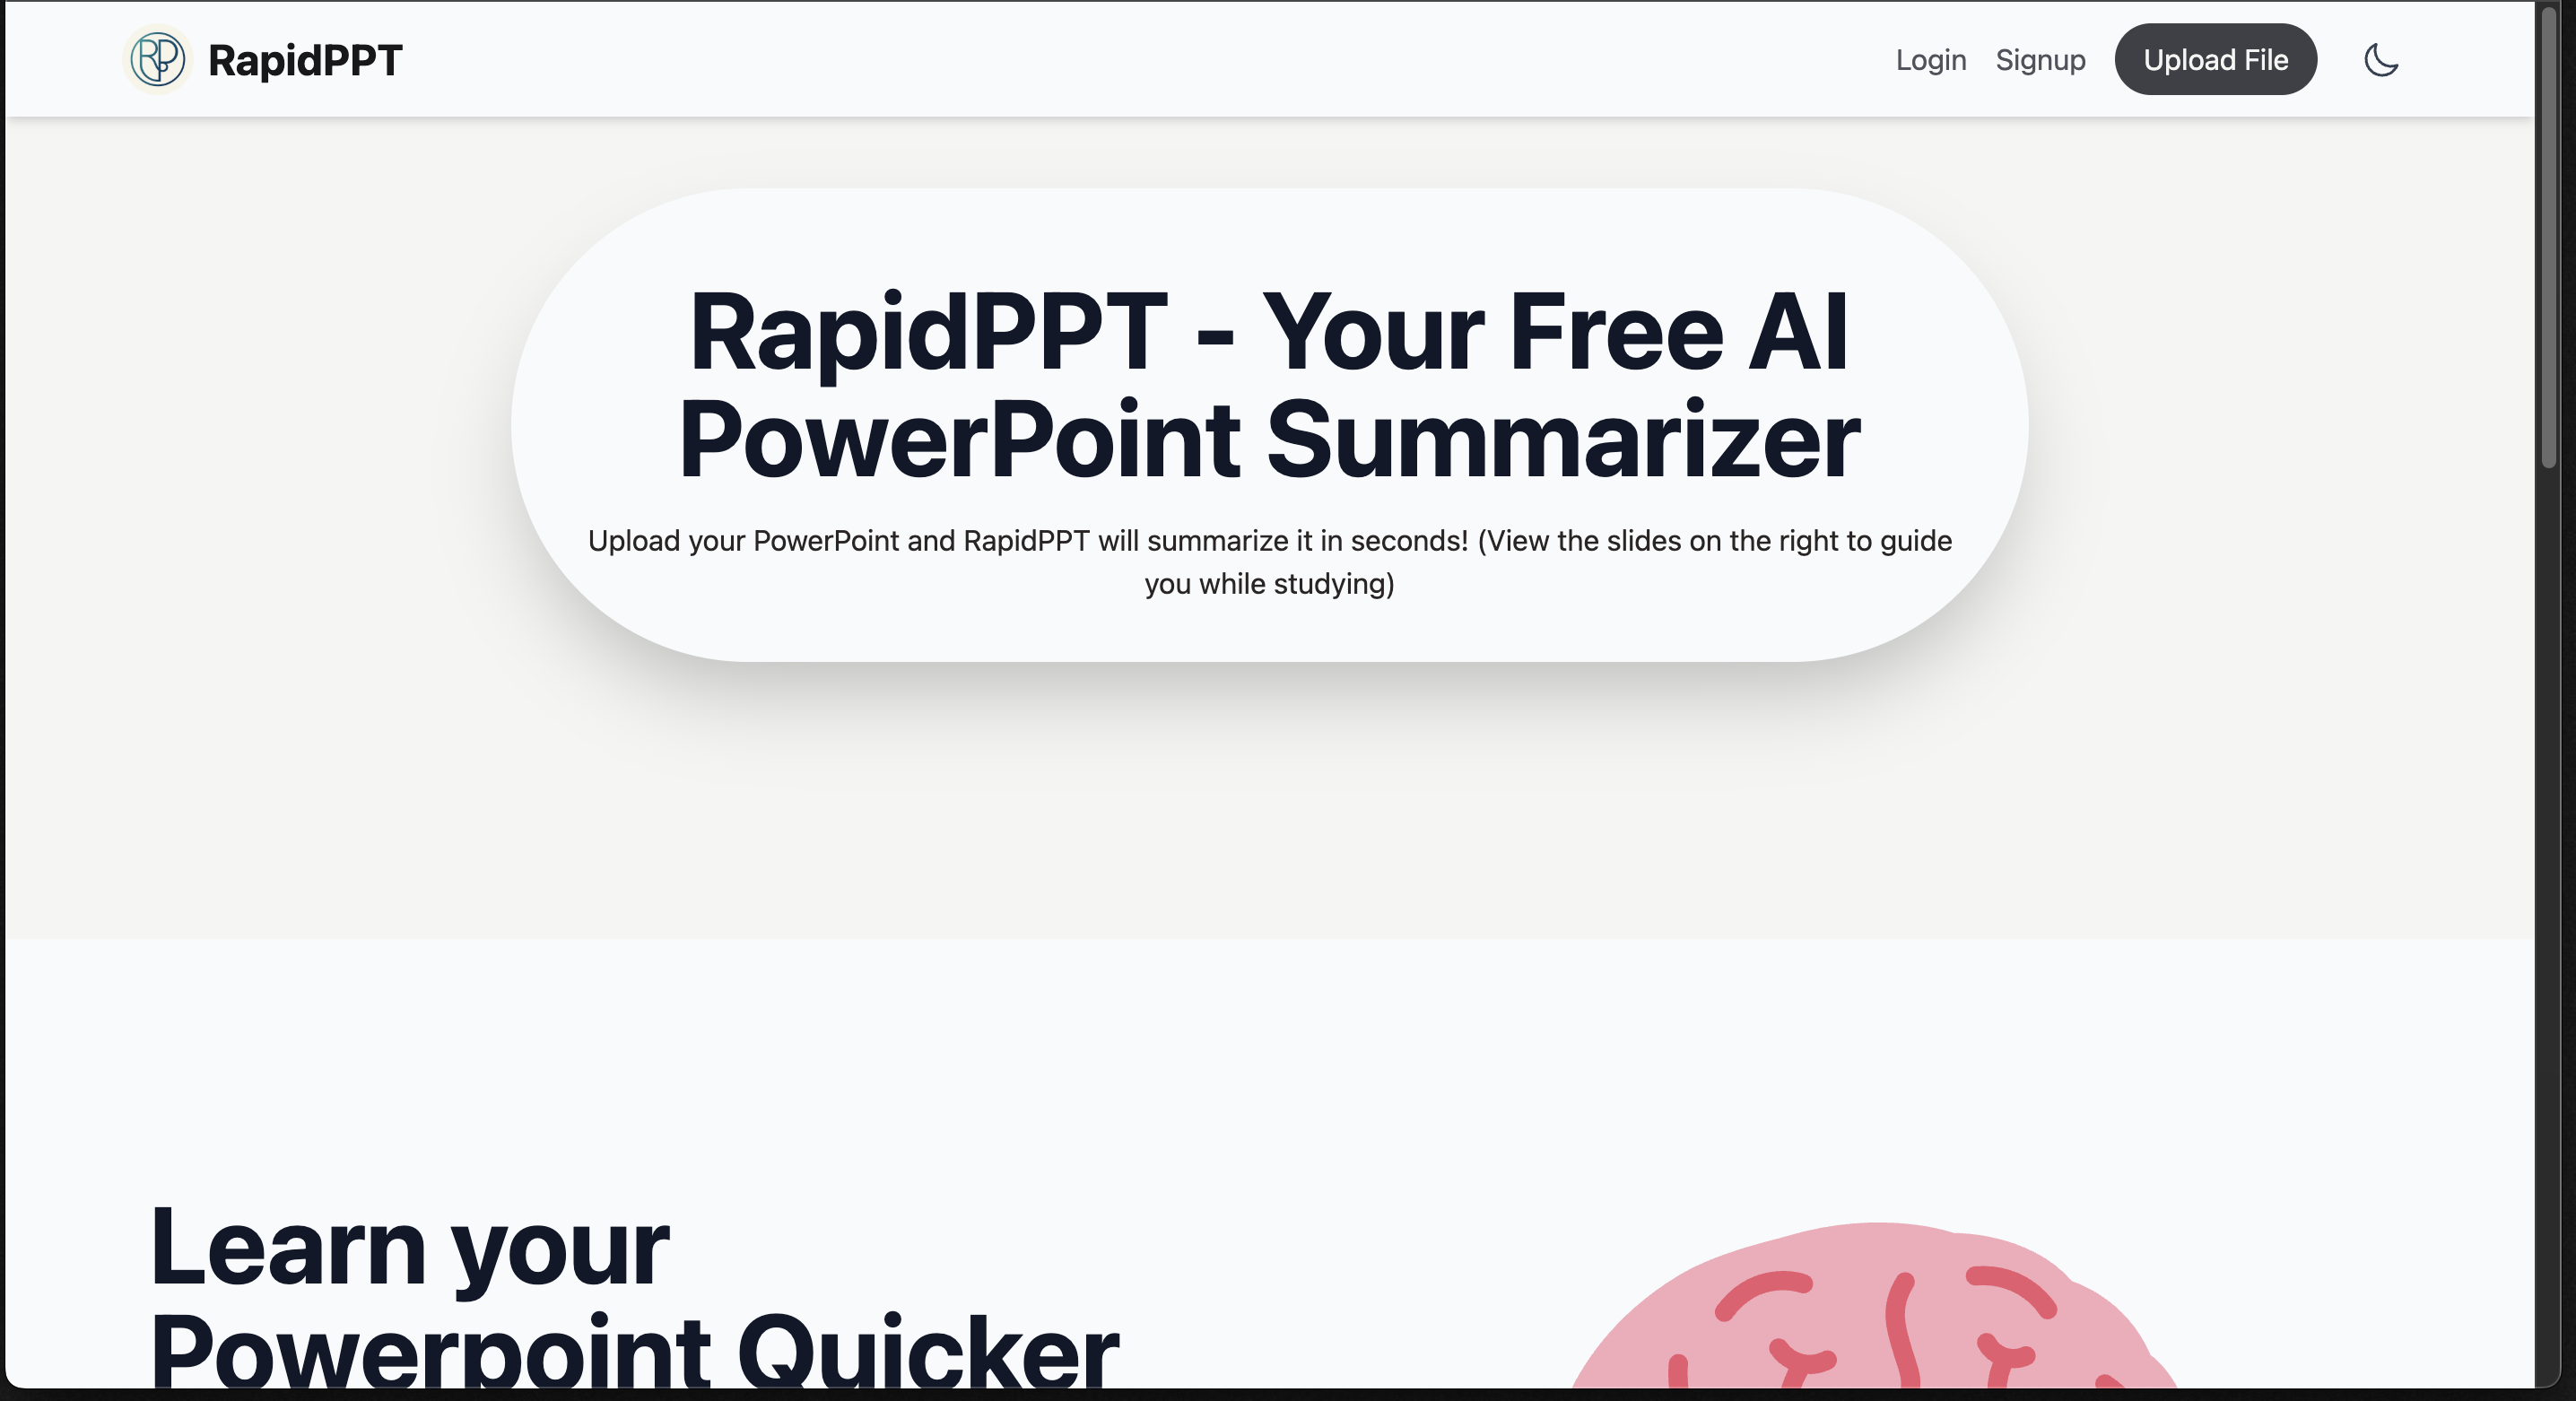 RapidPPT
Login
Signup
Upload File
RapidPPT - Your Free AI
PowerPoint Summarizer
Upload your PowerPoint and RapidPPT will summarize it in seconds! (View the slides on the right to guide
you while studying)
Learn your
Powerpoint Quicker